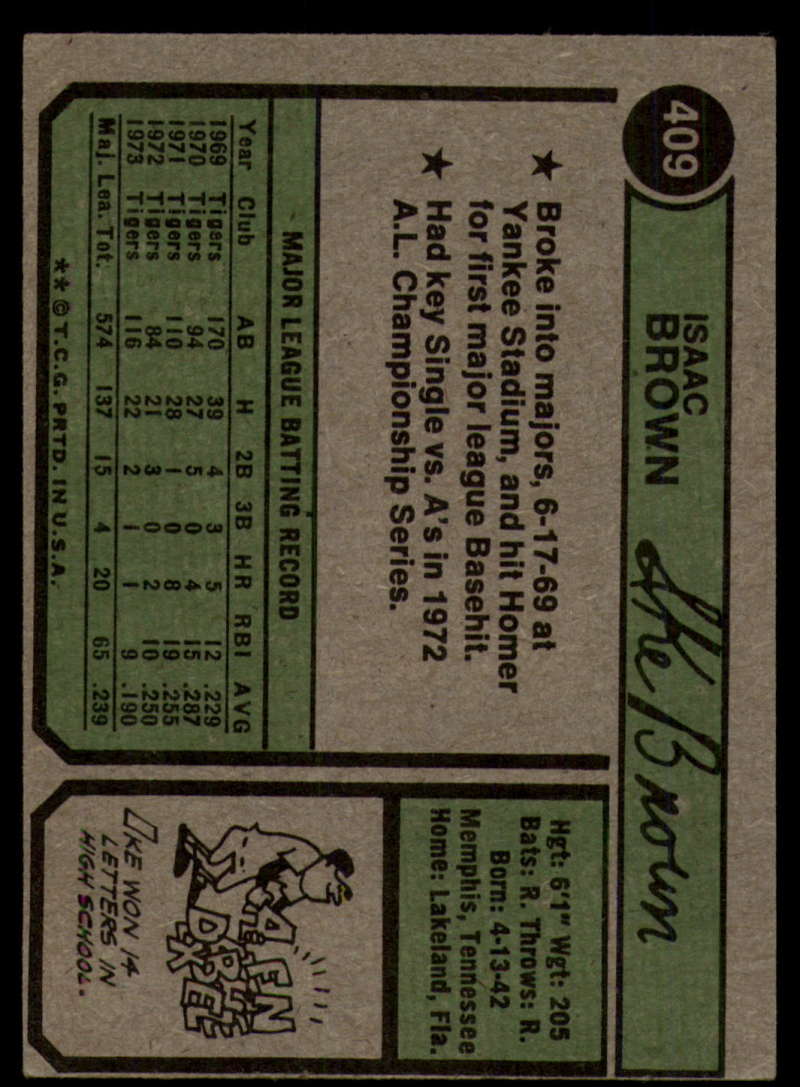 409
ISAAC
BROWN
Ike Brown
★ Broke into majors, 6-17-69 at
Yankee Stadium, and hit Homer
for first major league Basehit.
★ Had key Single vs. A's in 1972
A.L. Championship Series.
MAJOR LEAGUE BATTING RECORD
Year Club AB H 2B 3B HR RBI AVG
1969 Tigers 170 39 4 3 5 12 .229
1970 Tigers 94 27 5 0 4 15 .287
1971 Tigers 110 28 1 0 8 19 .255
1972 Tigers 84 21 3 0 2 10 .250
1973 Tigers 116 22 2 1 1 9 .190
Maj. Lea. Tot. 574 137 15 4 20 65 .239
**©T.C.G. PRTD. IN U.S.A.
Hgt: 6'1" Wgt: 205
Bats: R. Throws: R.
Born: 4-13-42
Memphis, Tennessee
Home: Lakeland, Fla.
IKE WON 14
LETTERS IN
HIGH SCHOOL.